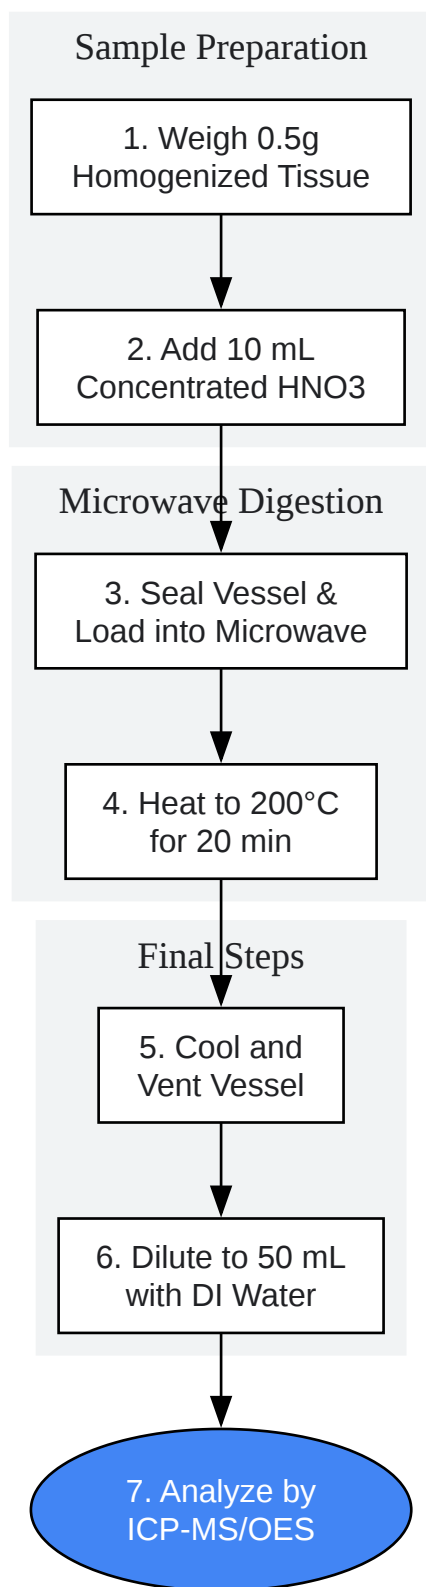 Sample Preparation
1. Weigh 0.5g
Homogenized Tissue
2. Add 10 mL
Concentrated HNO3
Microwave Digestion
3. Seal Vessel &
Load into Microwave
4. Heat to 200°C
for 20 min
Final Steps
5. Cool and
Vent Vessel
6. Dilute to 50 mL
with DI Water
7. Analyze by
ICP-MS/OES